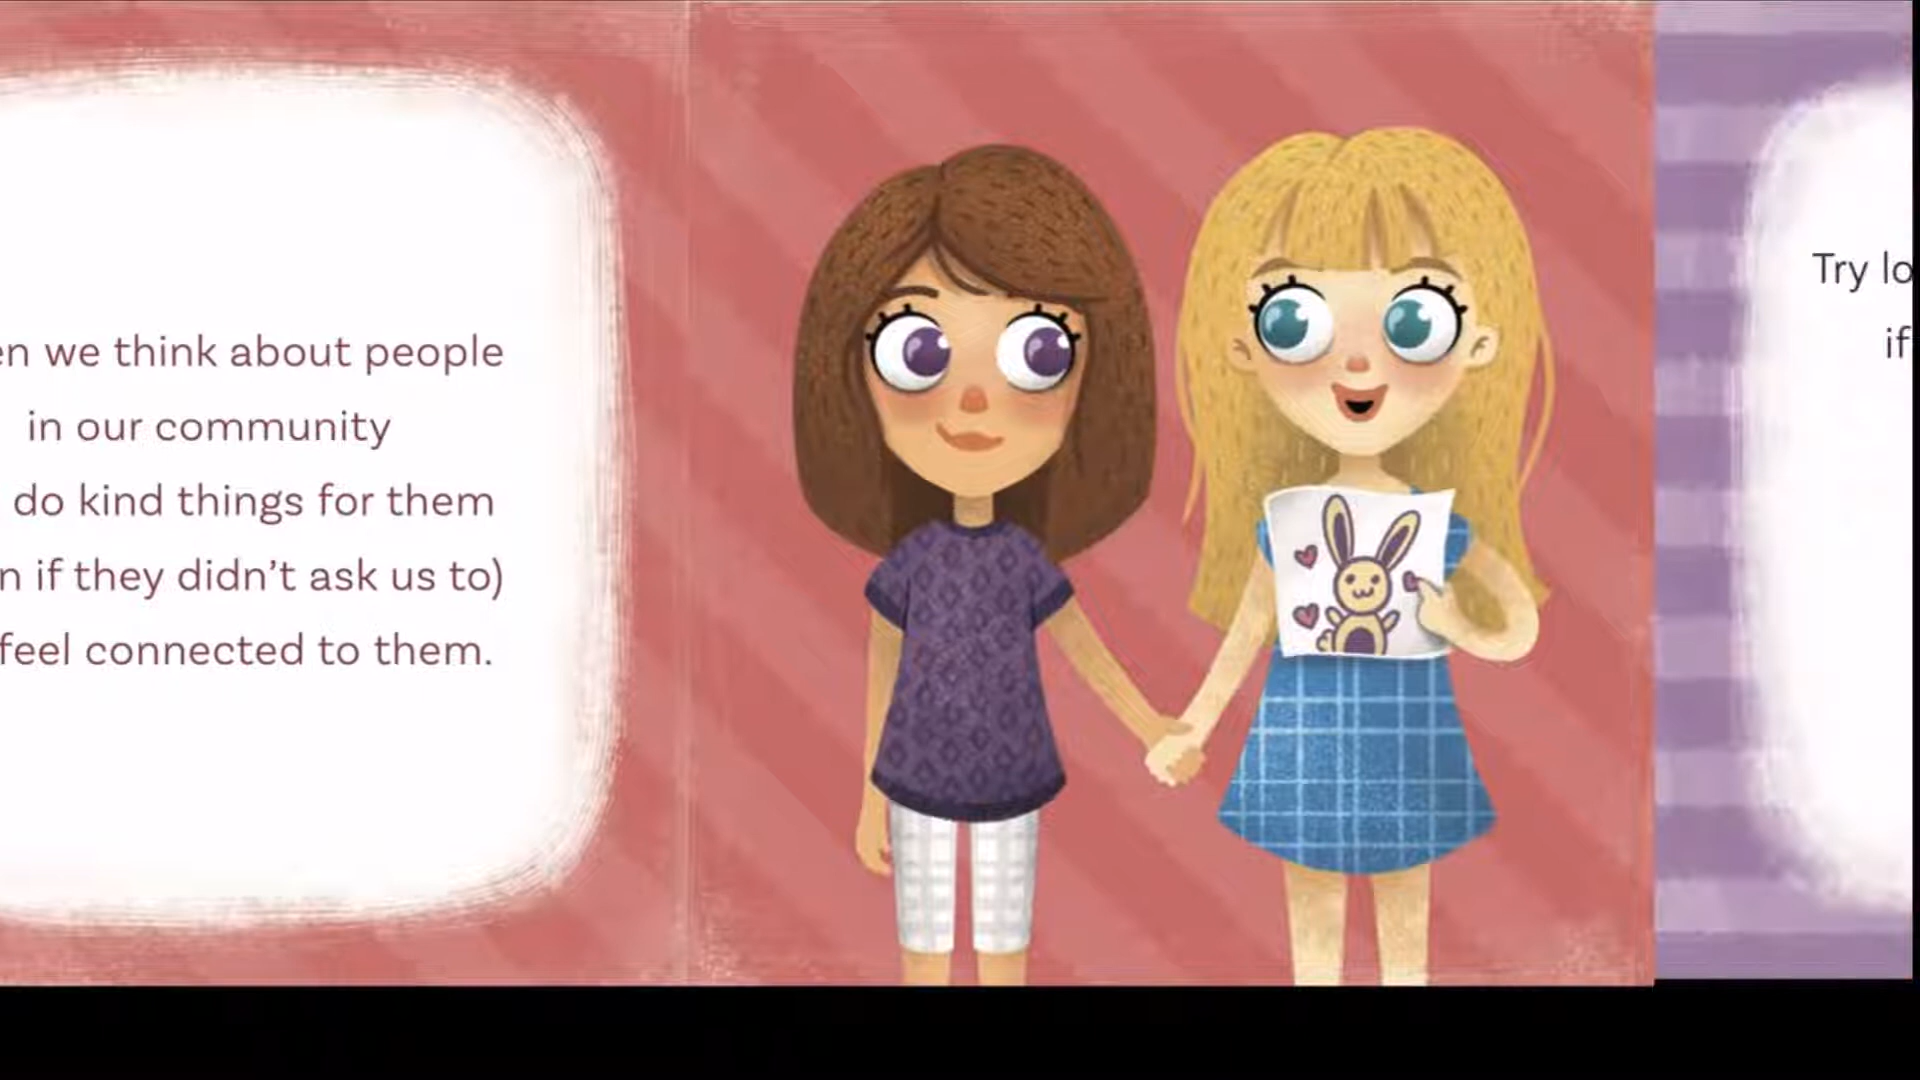 en we think about people
in our community
do kind things for them
n if they didn't ask us to)
feel connected to them.
Try lo
if